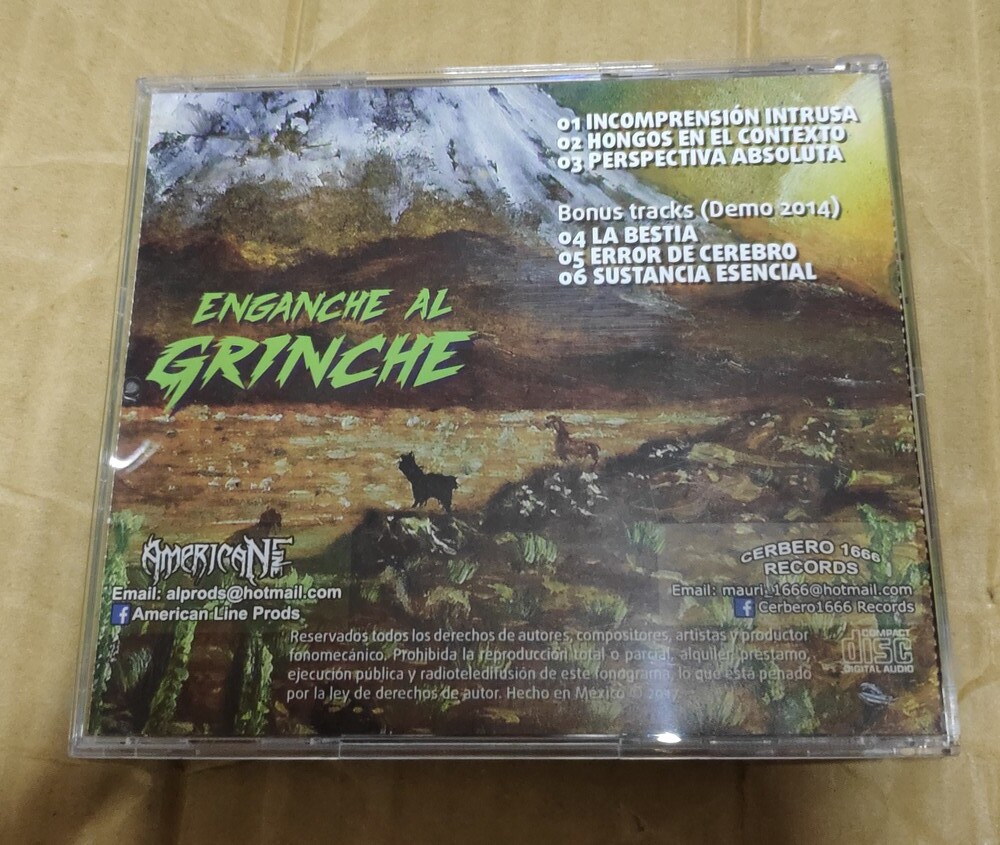 01 INCOMPRENSIÓN INTRUSA
02 HONGOS EN EL CONTEXTO
03 PERSPECTIVA ABSOLUTA
Bonus tracks (Demo 2014)
04 LA BESTIA
05 ERROR DE CEREBRO
06 SUSTANCIA ESENCIAL
ENGANCHE AL
GRINCHE
AMERICAN LINE
Email: alprods@hotmail.com
f American Line Prods
CERBERO 1666
RECORDS
Email: mauri_1666@hotmail.com
f Cerbero1666 Records
Reservados todos los derechos de autores, compositores, artistas y productor
fonomecánico. Prohibida la reproducción total o parcial, alquiler, préstamo,
ejecución pública y radioteledifusión de este fonograma, lo que está penado
por la ley de derechos de autor. Hecho en México © 2017.
COMPACT
disc
DIGITAL AUDIO